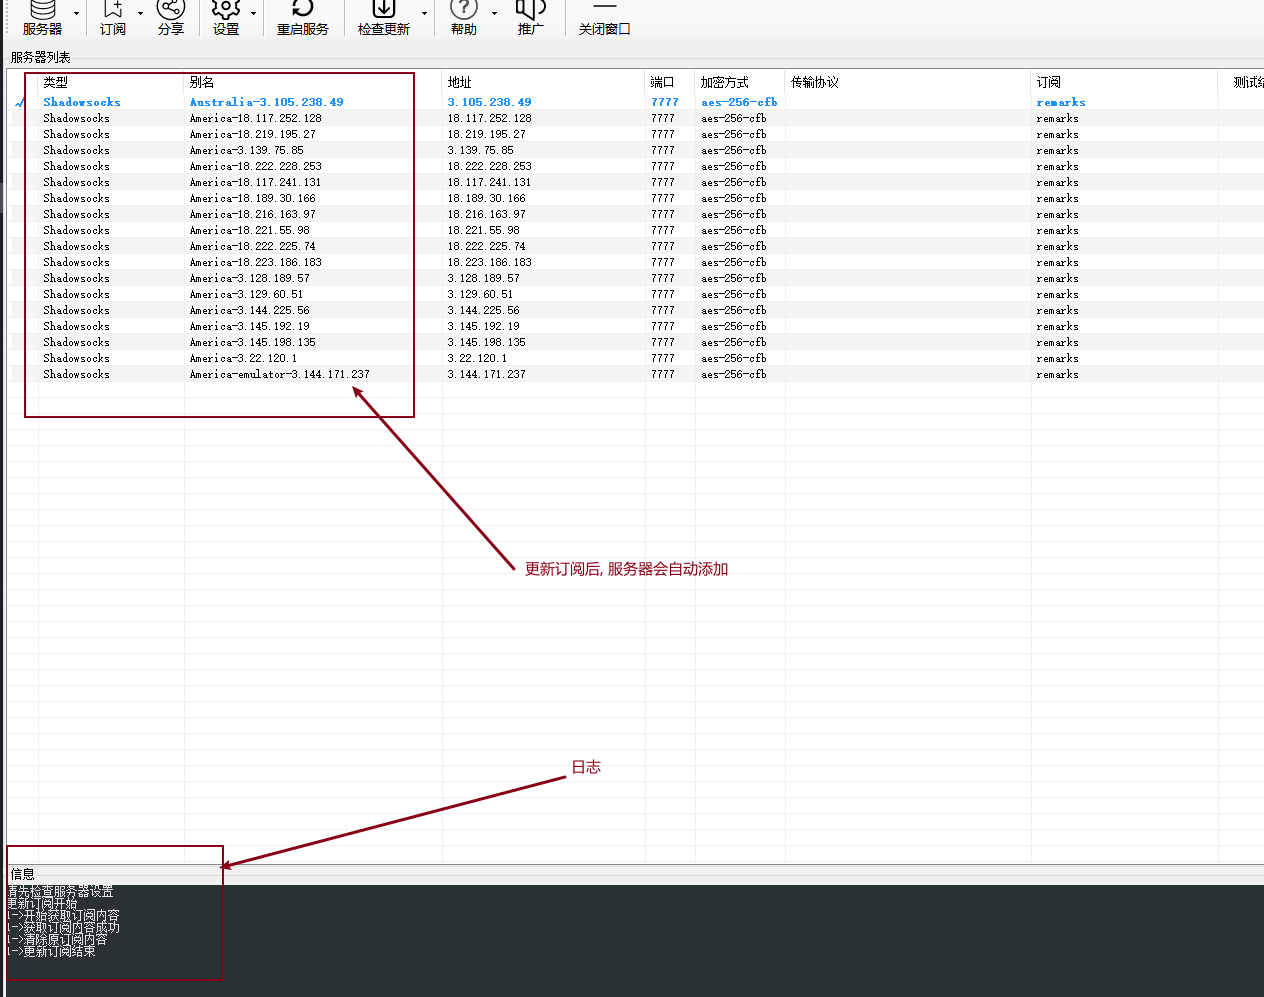 服务器 订阅 分享 设置 重启服务 检查更新 帮助 推广 关闭窗口
服务器列表
类型 别名 地址 端口 加密方式 传输协议 订阅
Shadowsocks Australia-3.105.238.49 3.105.238.49 7777 aes-256-cfb remarks
Shadowsocks America-18.117.252.128 18.117.252.128 7777 aes-256-cfb remarks
Shadowsocks America-18.219.195.27 18.219.195.27 7777 aes-256-cfb remarks
Shadowsocks America-3.139.75.85 3.139.75.85 7777 aes-256-cfb remarks
Shadowsocks America-18.222.228.253 18.222.228.253 7777 aes-256-cfb remarks
Shadowsocks America-18.117.241.131 18.117.241.131 7777 aes-256-cfb remarks
Shadowsocks America-18.189.30.166 18.189.30.166 7777 aes-256-cfb remarks
Shadowsocks America-18.216.163.97 18.216.163.97 7777 aes-256-cfb remarks
Shadowsocks America-18.221.55.98 18.221.55.98 7777 aes-256-cfb remarks
Shadowsocks America-18.222.225.74 18.222.225.74 7777 aes-256-cfb remarks
Shadowsocks America-18.223.186.183 18.223.186.183 7777 aes-256-cfb remarks
Shadowsocks America-3.128.189.57 3.128.189.57 7777 aes-256-cfb remarks
Shadowsocks America-3.129.60.51 3.129.60.51 7777 aes-256-cfb remarks
Shadowsocks America-3.144.225.56 3.144.225.56 7777 aes-256-cfb remarks
Shadowsocks America-3.145.192.19 3.145.192.19 7777 aes-256-cfb remarks
Shadowsocks America-3.145.198.135 3.145.198.135 7777 aes-256-cfb remarks
Shadowsocks America-3.22.120.1 3.22.120.1 7777 aes-256-cfb remarks
Shadowsocks America-emulator-3.144.171.237 3.144.171.237 7777 aes-256-cfb remarks
更新订阅后, 服务器会自动添加
日志
信息
请先检查服务器设置
更新订阅开始
1->开始获取订阅内容
1->获取订阅内容成功
1->清除原订阅内容
1->更新订阅结束